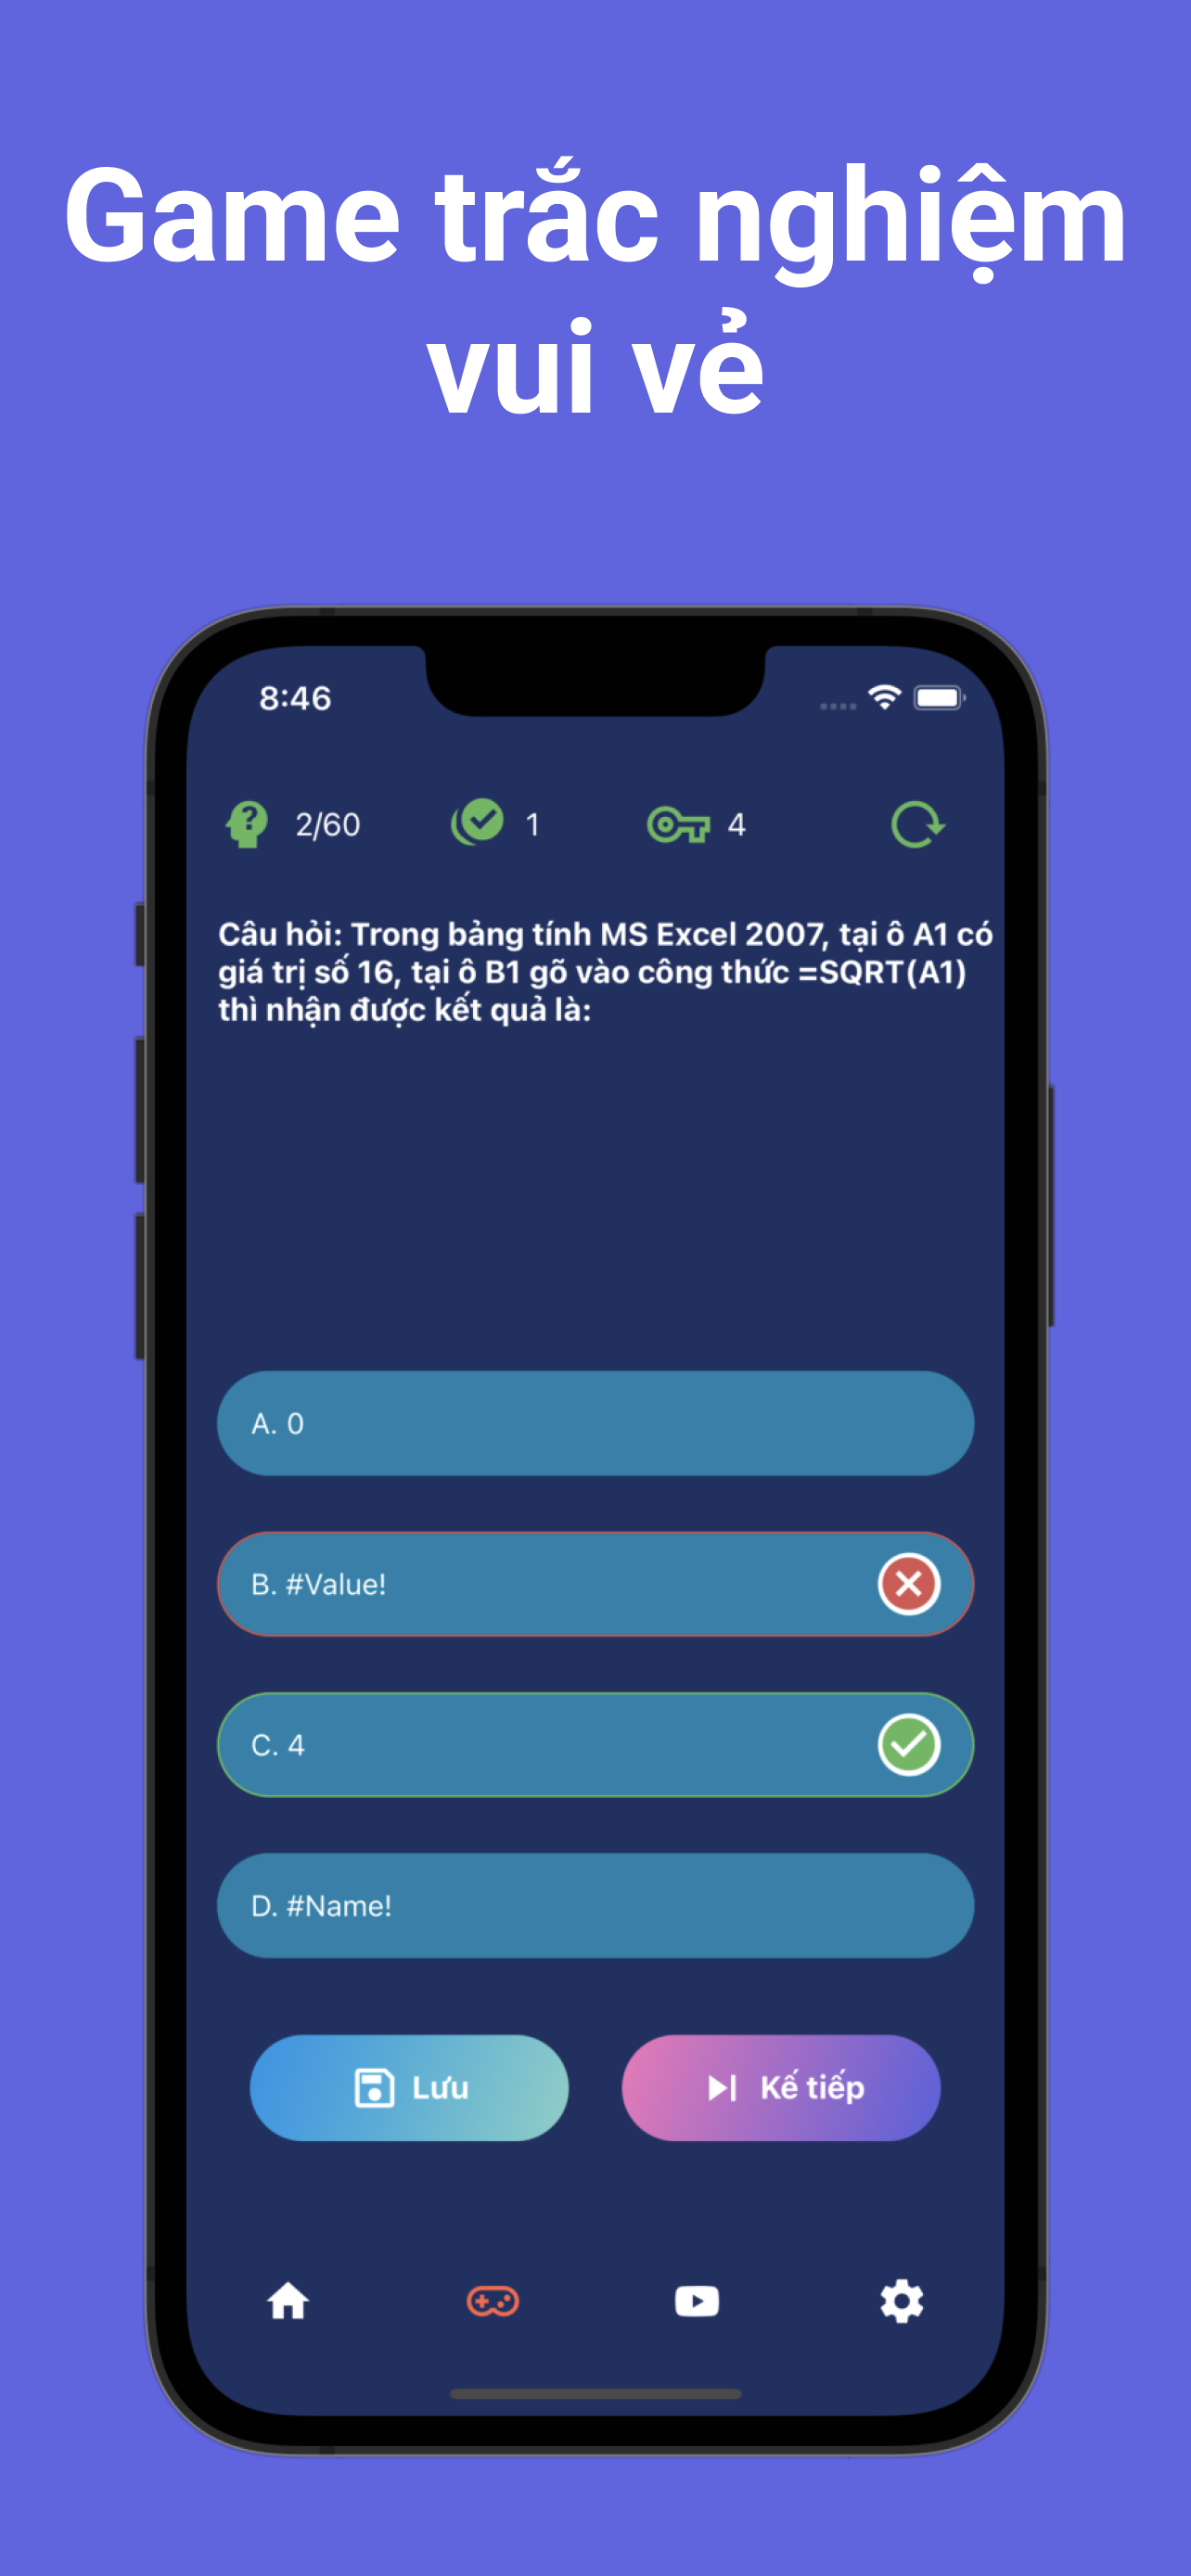 Game trắc nghiệm
vui vẻ
8:46
2/60
1
4
Câu hỏi: Trong bảng tính MS Excel 2007, tại ô A1 có
giá trị số 16, tại ô B1 gõ vào công thức =SQRT(A1)
thì nhận được kết quả là:
A. 0
B. #Value!
C. 4
D. #Name!
Lưu
Kế tiếp